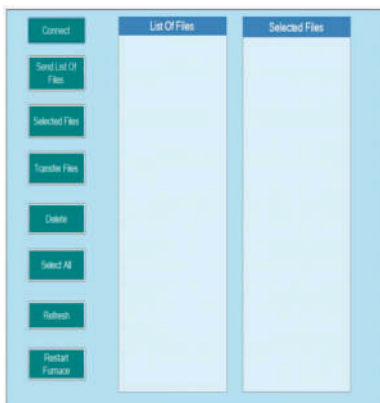 Connect
List Of Files
Selected Files
Send List Of
Files
Selected Files
Transfer Files
Delete
Select All
Refresh
Restart
Furnace